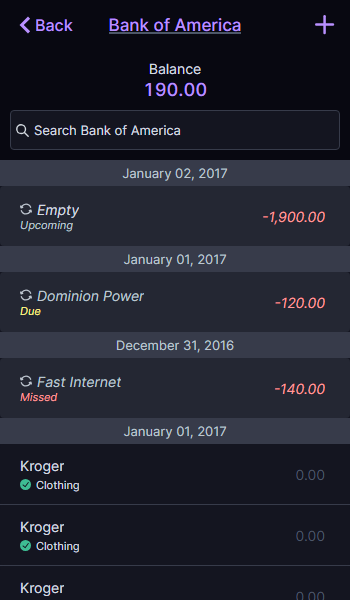 Back
Bank of America
Balance
190.00
Search Bank of America
January 02, 2017
Empty
-1,900.00
Upcoming
January 01, 2017
Dominion Power
-120.00
Due
December 31, 2016
Fast Internet
-140.00
Missed
January 01, 2017
Kroger
0.00
Clothing
Kroger
0.00
Clothing
Kroger
0.00